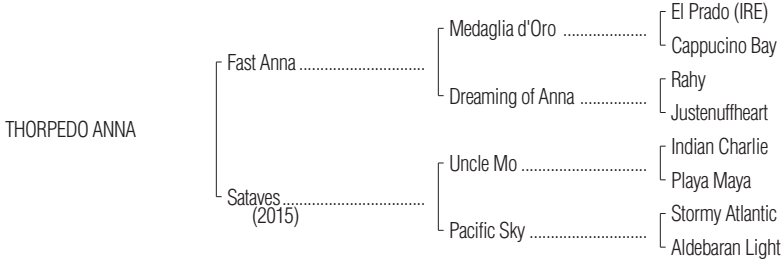 El Prado (IRE)
Medaglia d'Oro ....................
Cappucino Bay
Fast Anna ..............................
Rahy
Dreaming of Anna ................
Justenuffheart
THORPEDO ANNA
Indian Charlie
Uncle Mo ..............................
Playa Maya
Sataves..................................
(2015)
Stormy Atlantic
Pacific Sky ............................
Aldebaran Light